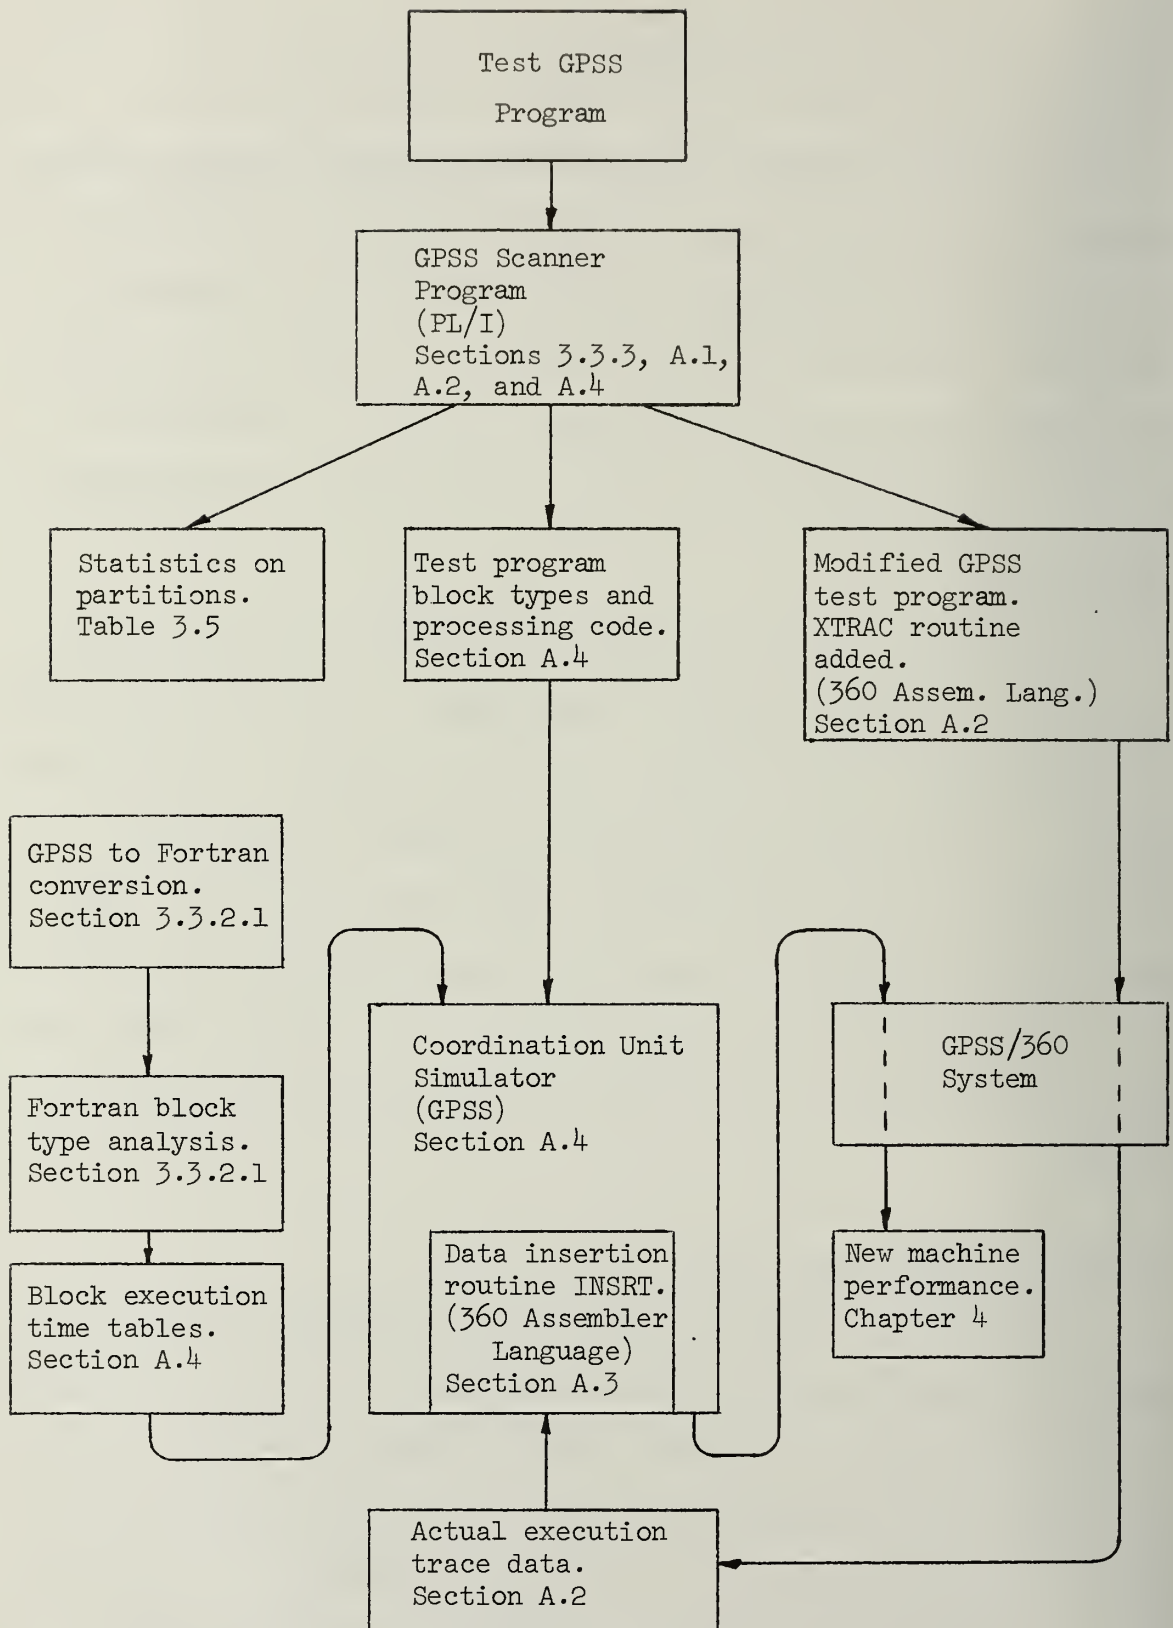 Test GPSS
Program
GPSS Scanner
Program
(PL/I)
Sections 3.3.3, A.1,
A.2, and A.4
Statistics on
partitions.
Table 3.5
Test program
block types and
processing code.
Section A.4
Modified GPSS
test program.
XTRAC routine
added.
(360 Assem. Lang.)
Section A.2
GPSS to Fortran
conversion.
Section 3.3.2.1
Fortran block
type analysis.
Section 3.3.2.1
Block execution
time tables.
Section A.4
Coordination Unit
Simulator
(GPSS)
Section A.4
Data insertion
routine INSRT.
(360 Assembler
Language)
Section A.3
GPSS/360
System
New machine
performance.
Chapter 4
Actual execution
trace data.
Section A.2